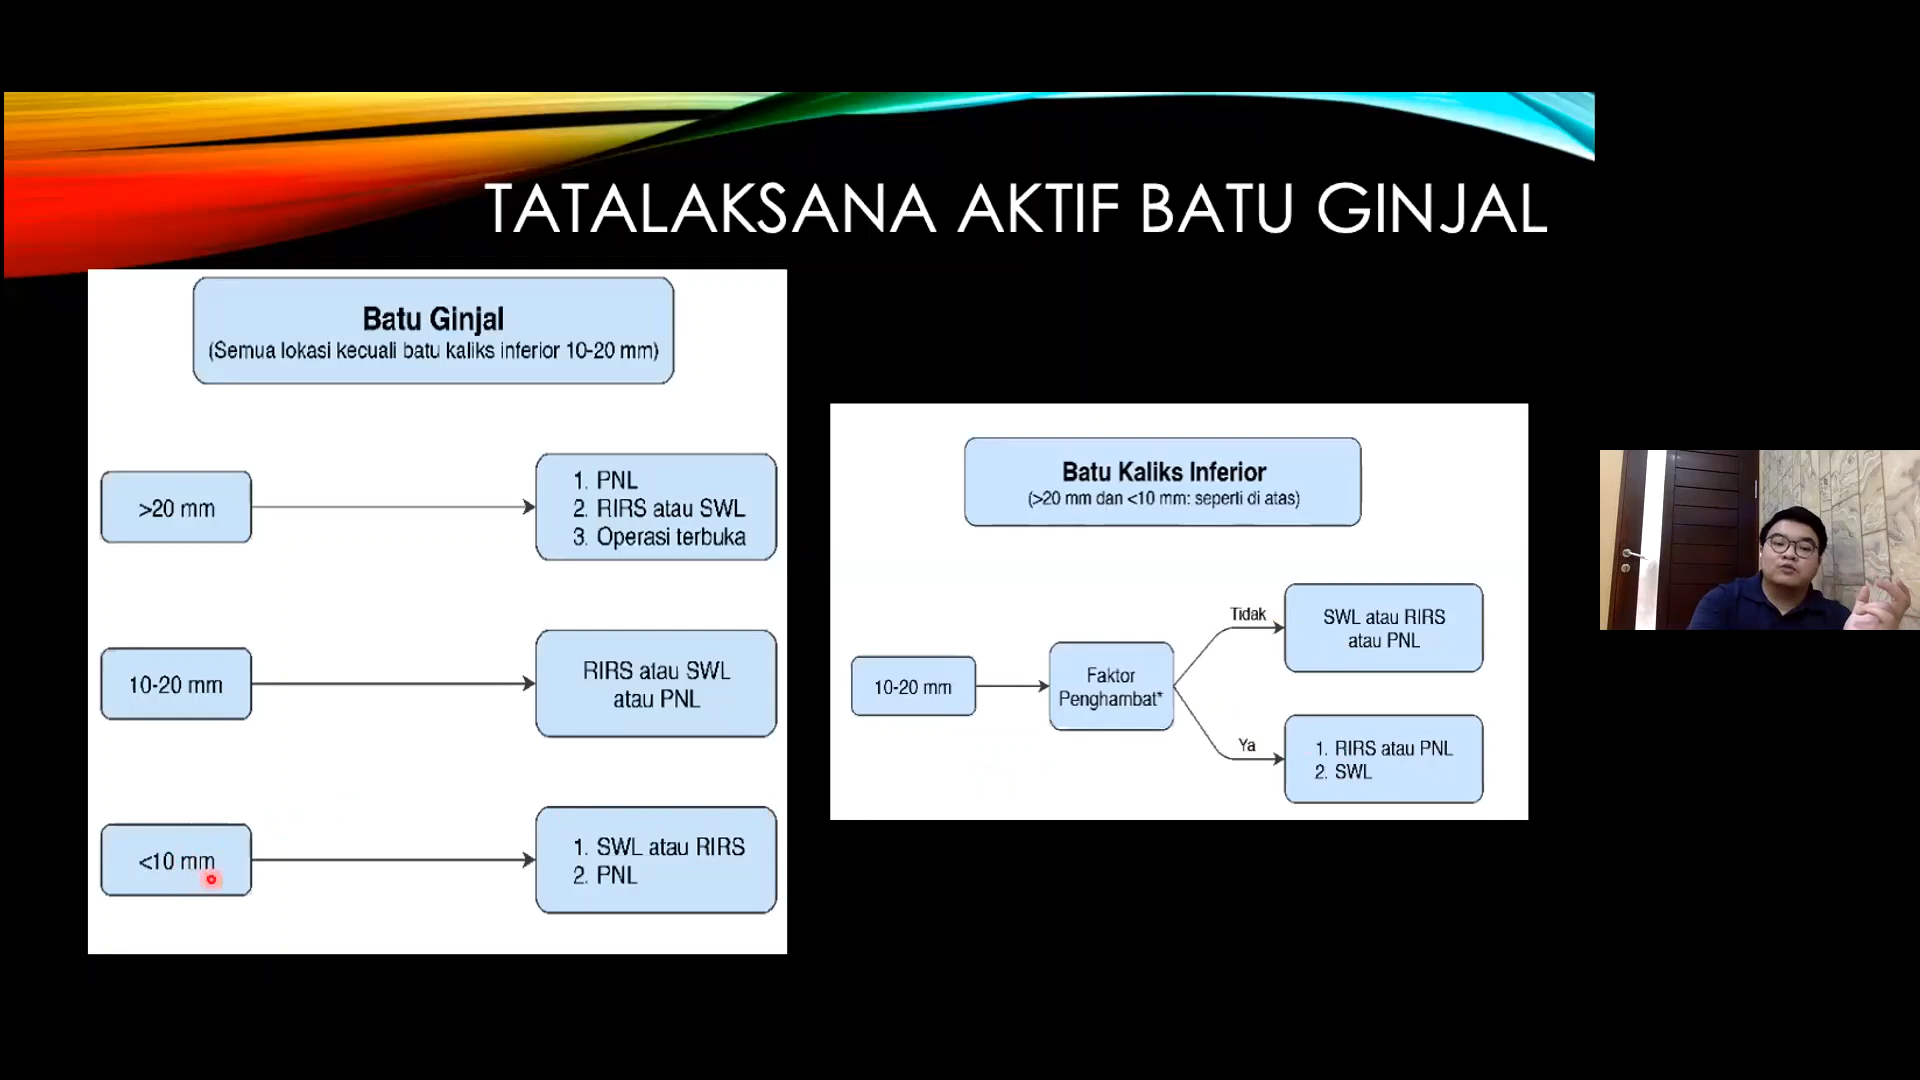 TATALAKSANA AKTIF BATU GINJAL
Batu Ginjal
(Semua lokasi kecuali batu kaliks inferior 10-20 mm)
>20 mm
1. PNL
2. RIRS atau SWL
3. Operasi terbuka
10-20 mm
RIRS atau SWL
atau PNL
<10 mm
1. SWL atau RIRS
2. PNL
Batu Kaliks Inferior
(>20 mm dan <10 mm: seperti di atas)
10-20 mm
Faktor
Penghambat*
Tidak
SWL atau RIRS
atau PNL
Ya
1. RIRS atau PNL
2. SWL